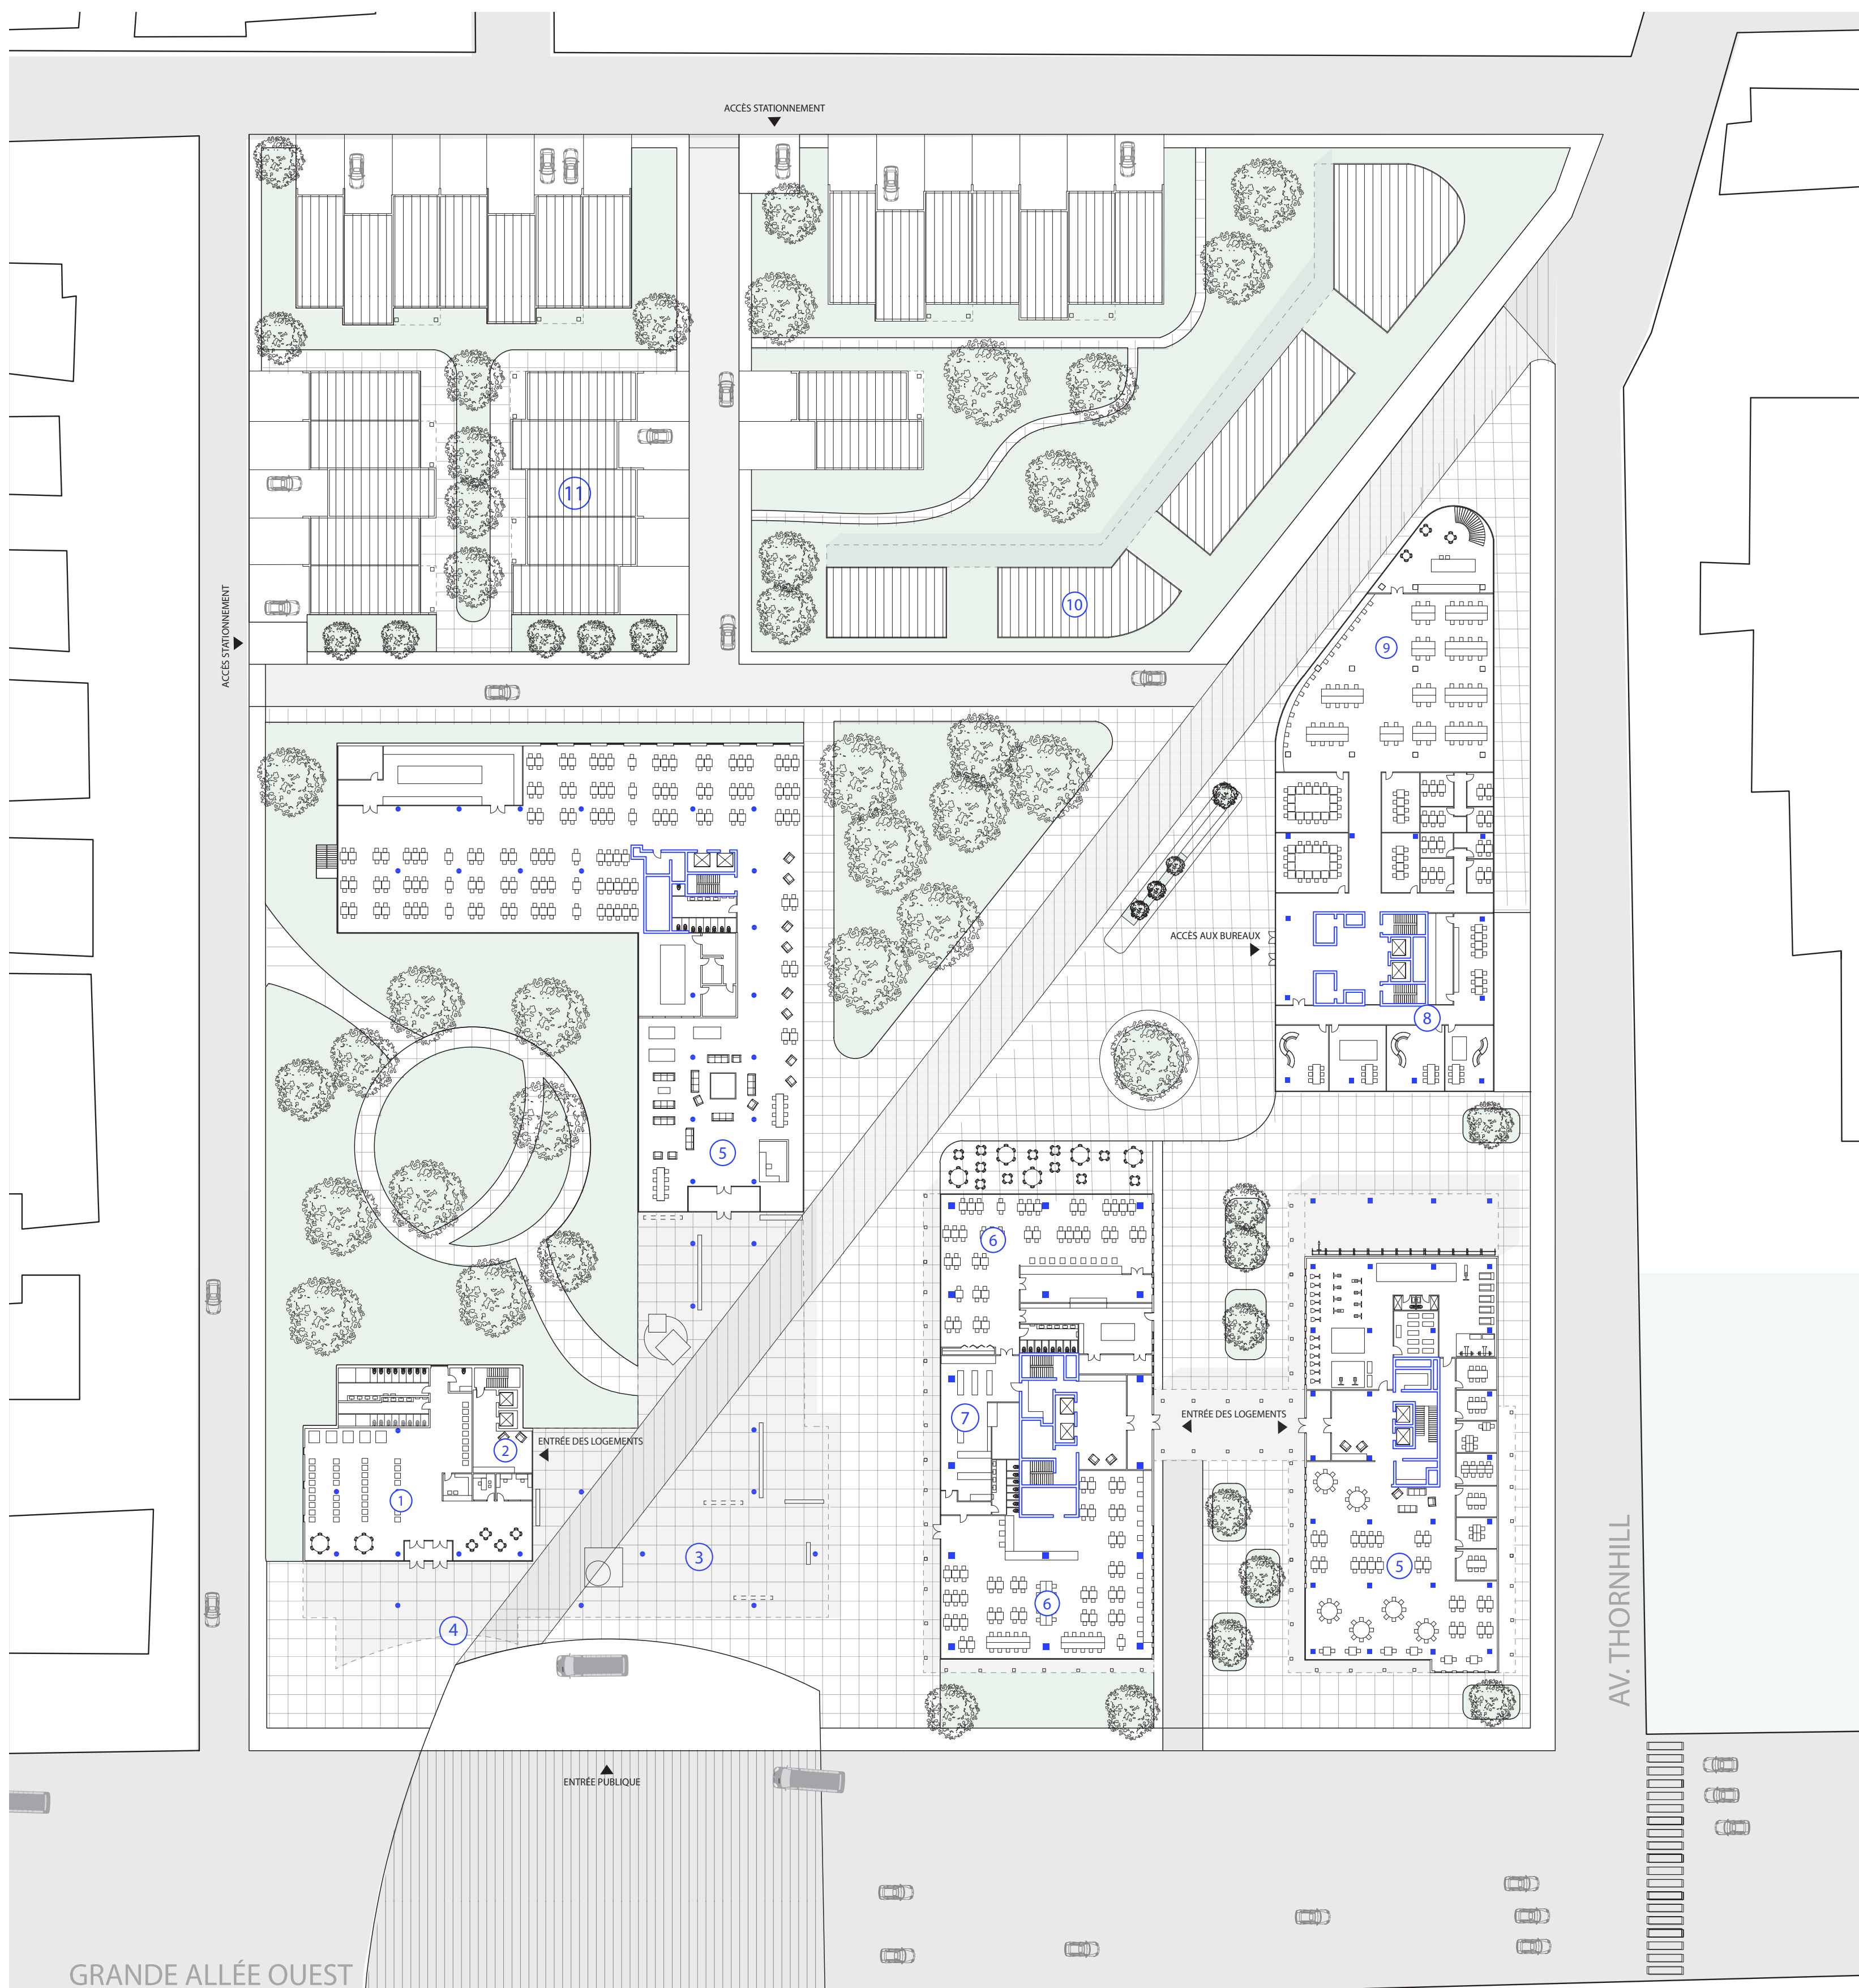 ACCÈS STATIONNEMENT
11
10
ACCÈS STATIONNEMENT
9
ACCÈS AUX BUREAUX
8
5
6
7
ENTRÉE DES LOGEMENTS
ENTRÉE DES LOGEMENTS
2
1
3
5
6
4
AV. THORNHILL
ENTRÉE PUBLIQUE
GRANDE ALLÉE OUEST